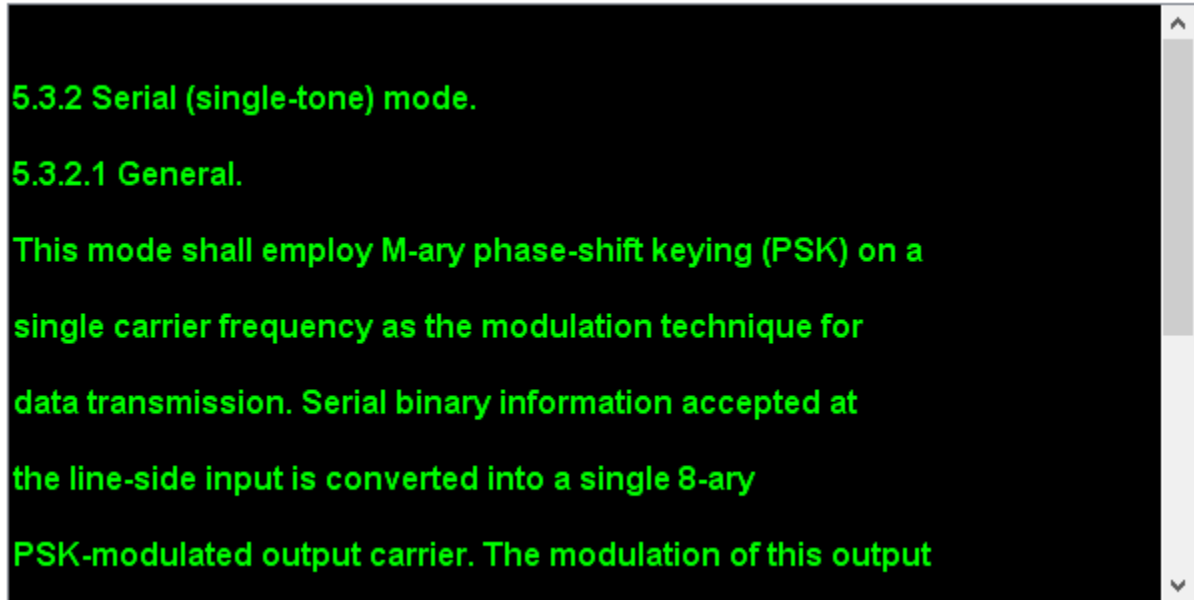 5.3.2 Serial (single-tone) mode.
5.3.2.1 General.
This mode shall employ M-ary phase-shift keying (PSK) on a
single carrier frequency as the modulation technique for
data transmission. Serial binary information accepted at
the line-side input is converted into a single 8-ary
PSK-modulated output carrier. The modulation of this output